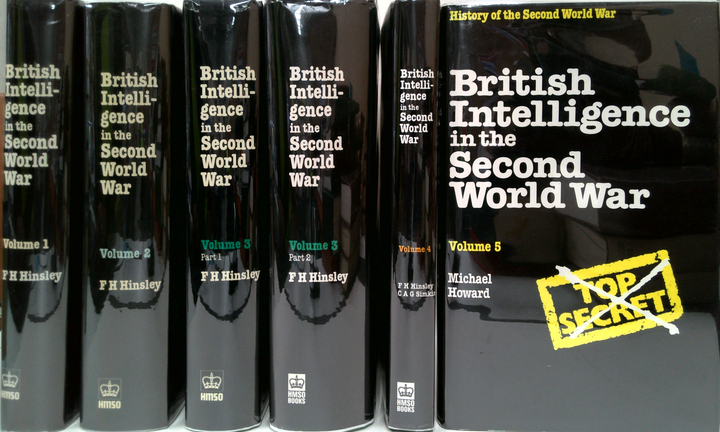 British
Intelli-
gence
in the
Second
World
War
Volume 1
F H Hinsley
HMSO
British
Intelli-
gence
in the
Second
World
War
Volume 2
F H Hinsley
HMSO
British
Intelli-
gence
in the
Second
World
War
Volume 3
Part 1
F H Hinsley
HMSO
British
Intelli-
gence
in the
Second
World
War
Volume 3
Part 2
F H Hinsley
HMSO
BOOKS
British
Intelli-
gence
in the
Second
World
War
Volume 4
F H Hinsley
C A G Simkins
HMSO
BOOKS
History of the Second World War
British
Intelligence
in the
Second
World War
Volume 5
Michael
Howard
TOP
SECRET